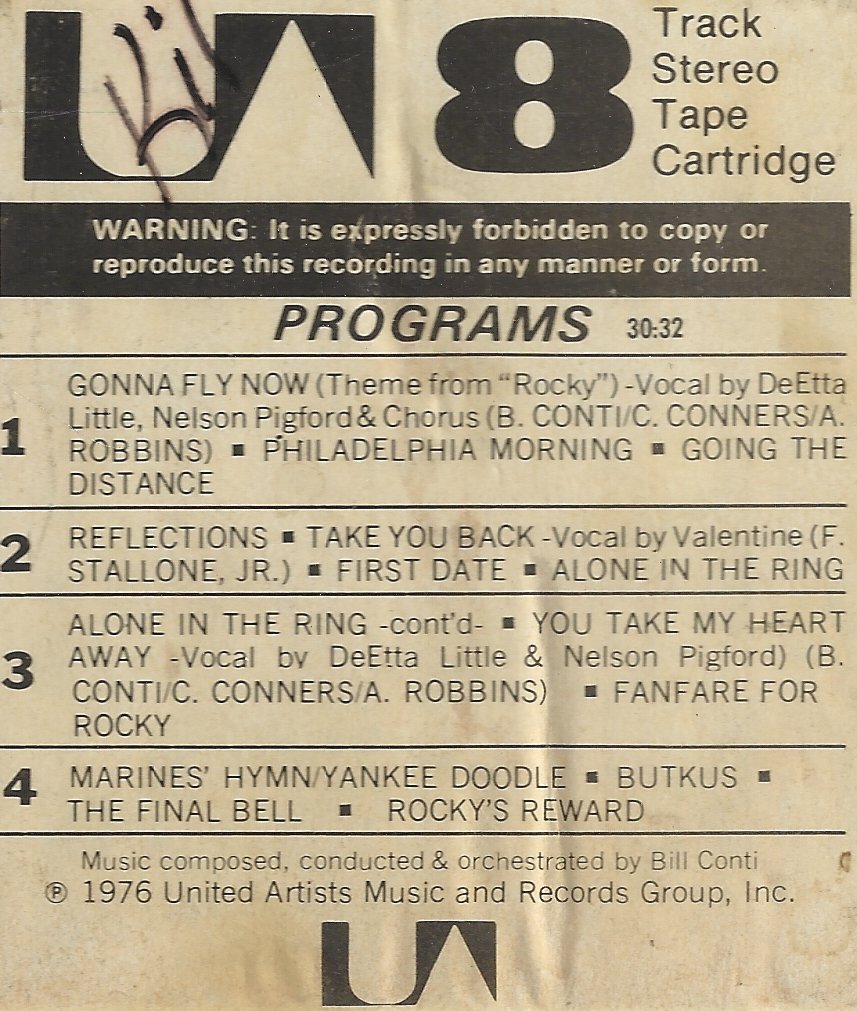 UA 8 Track
Stereo
Tape
Cartridge
WARNING: It is expressly forbidden to copy or
reproduce this recording in any manner or form.
PROGRAMS 30:32
1 GONNA FLY NOW (Theme from "Rocky") -Vocal by DeEtta
Little, Nelson Pigford & Chorus (B. CONTI/C. CONNERS/A.
ROBBINS) ■ PHILADELPHIA MORNING ■ GOING THE
DISTANCE
2 REFLECTIONS ■ TAKE YOU BACK -Vocal by Valentine (F.
STALLONE, JR.) ■ FIRST DATE ■ ALONE IN THE RING
3 ALONE IN THE RING -cont'd- ■ YOU TAKE MY HEART
AWAY -Vocal by DeEtta Little & Nelson Pigford) (B.
CONTI/C. CONNERS/A. ROBBINS) ■ FANFARE FOR
ROCKY
4 MARINES' HYMN/YANKEE DOODLE ■ BUTKUS ■
THE FINAL BELL ■ ROCKY'S REWARD
Music composed, conducted & orchestrated by Bill Conti
℗ 1976 United Artists Music and Records Group, Inc.
UA